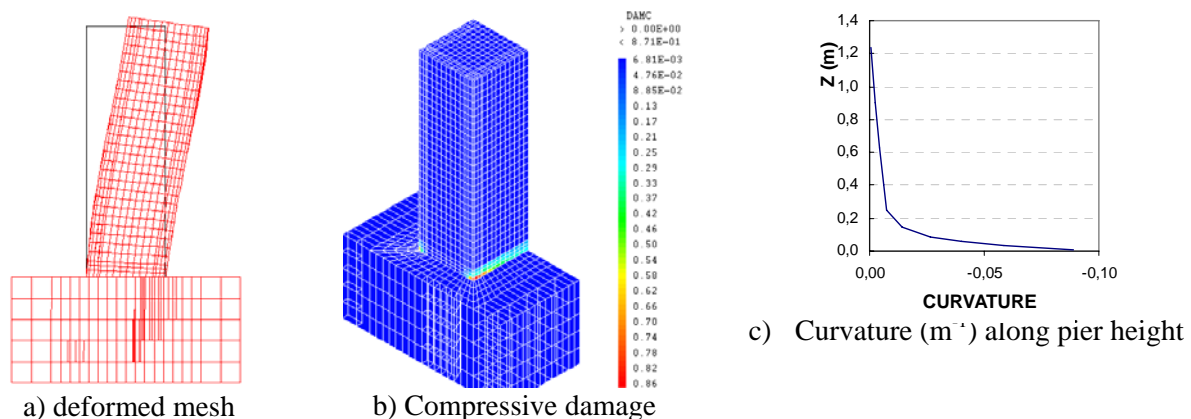 DAMC
> 0.00E+00
< 8.71E-01
6.81E-03
4.76E-02
8.85E-02
0.13
0.17
0.21
0.25
0.29
0.33
0.37
0.42
0.46
0.50
0.54
0.58
0.62
0.66
0.70
0.74
0.78
0.82
0.86
1,4
1,2
1,0
0,8
0,6
0,4
0,2
0,0
Z (m)
0,00 -0,05 -0,10
CURVATURE
a) deformed mesh
b) Compressive damage
c) Curvature (m⁻¹) along pier height